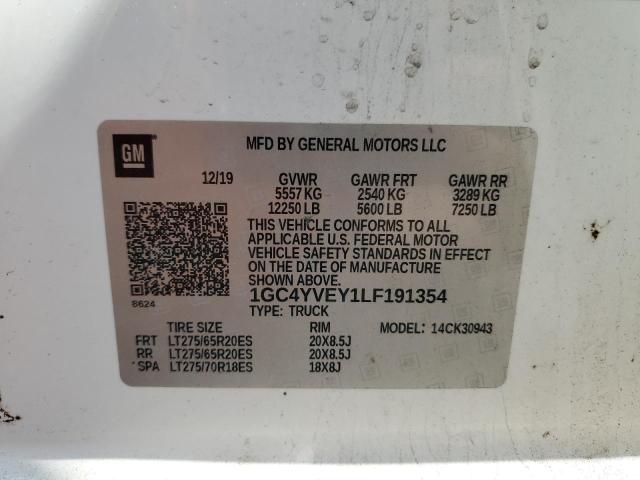 GM
MFD BY GENERAL MOTORS LLC
12/19 GVWR GAWR FRT GAWR RR
5557 KG 2540 KG 3289 KG
12250 LB 5600 LB 7250 LB
THIS VEHICLE CONFORMS TO ALL
APPLICABLE U.S. FEDERAL MOTOR
VEHICLE SAFETY STANDARDS IN EFFECT
ON THE DATE OF MANUFACTURE
SHOWN ABOVE.
8624
1GC4YVEY1LF191354
TYPE: TRUCK
TIRE SIZE RIM MODEL: 14CK30943
FRT LT275/65R20ES 20X8.5J
RR LT275/65R20ES 20X8.5J
SPA LT275/70R18ES 18X8J